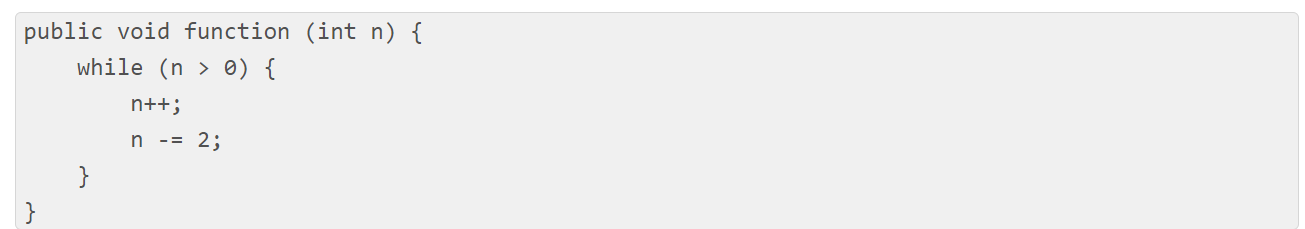 public void function (int n) {
    while (n > 0) {
        n++;
        n -= 2;
    }
}